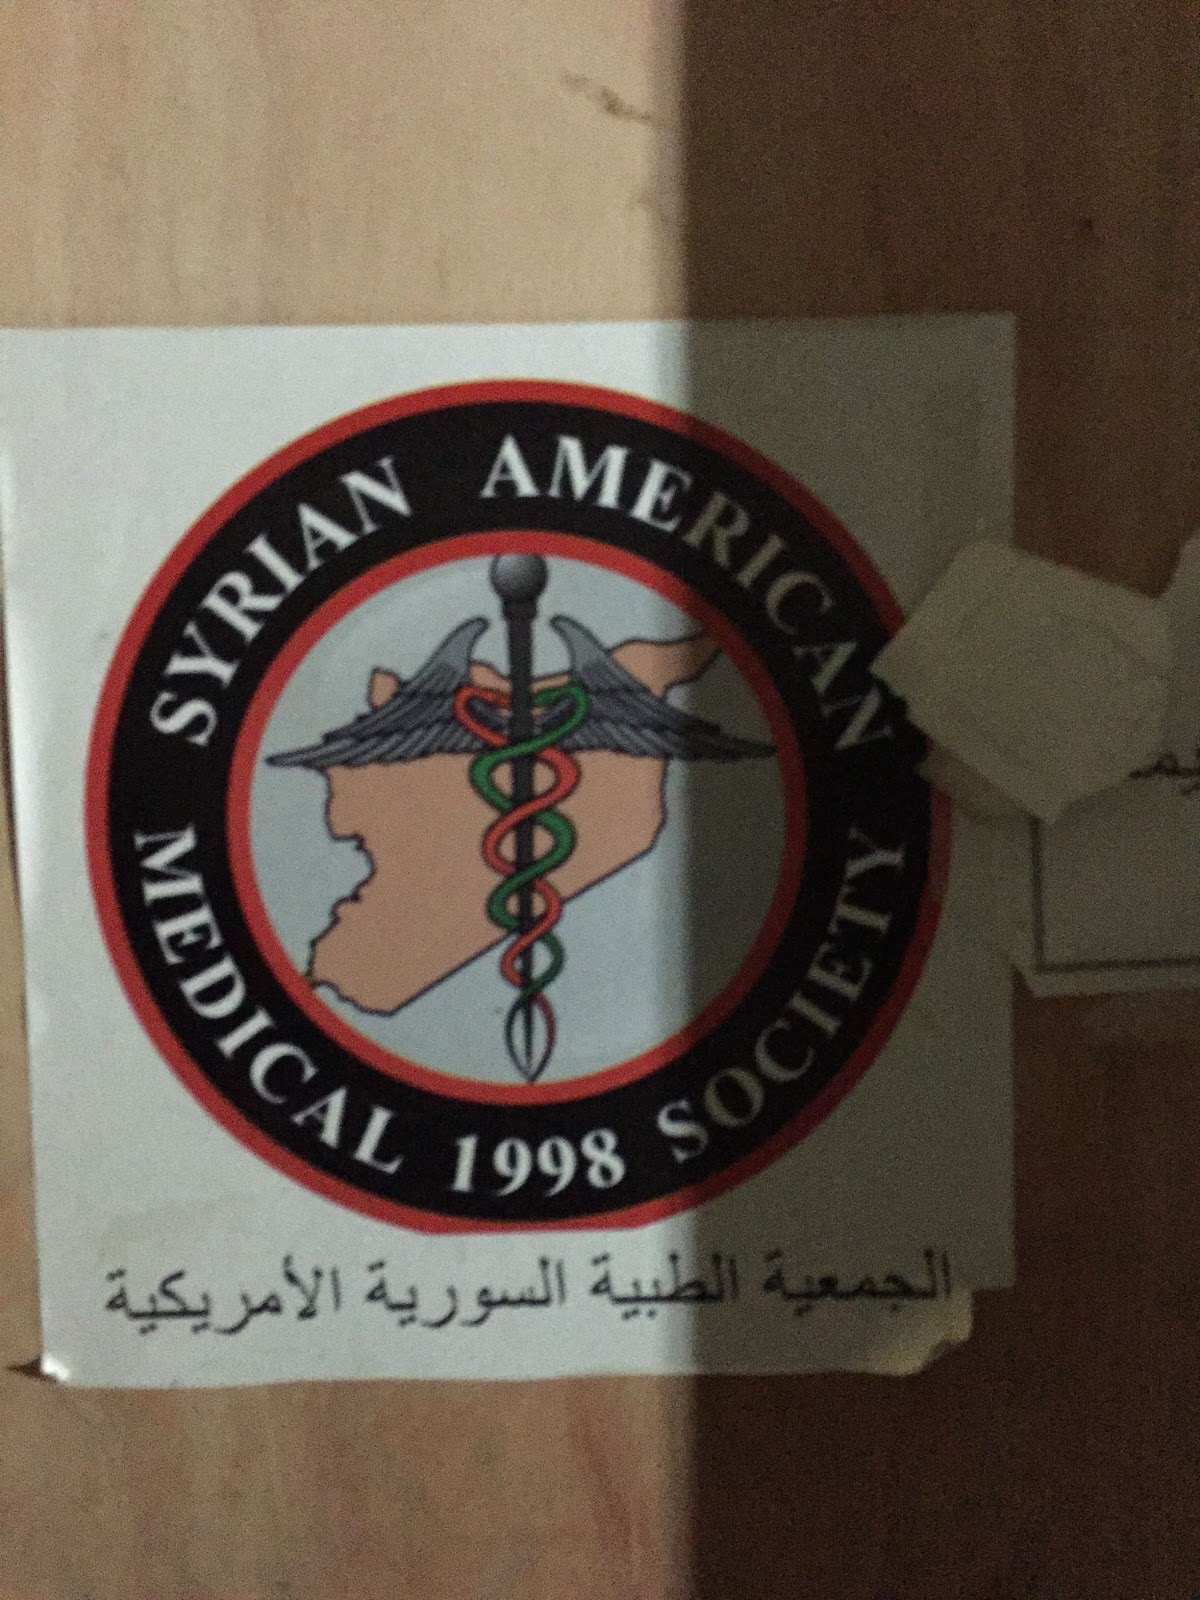 SYRIAN AMERICAN
MEDICAL 1998 SOCIETY
الجمعية الطبية السورية الأمريكية